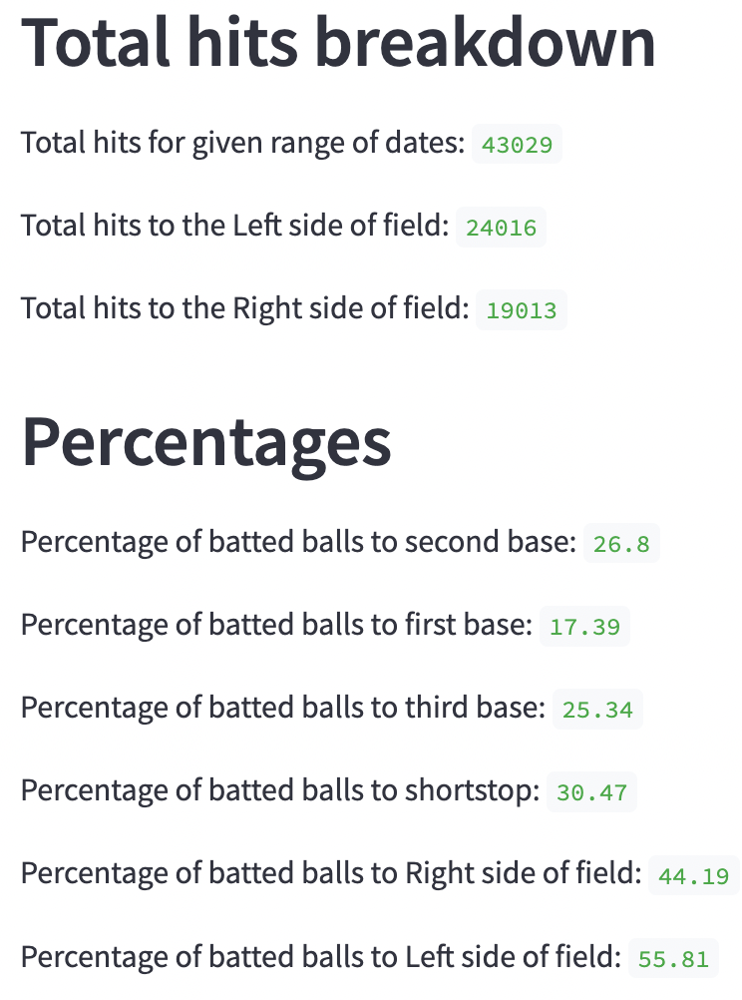 Total hits breakdown
Total hits for given range of dates: 43029
Total hits to the Left side of field: 24016
Total hits to the Right side of field: 19013
Percentages
Percentage of batted balls to second base: 26.8
Percentage of batted balls to first base: 17.39
Percentage of batted balls to third base: 25.34
Percentage of batted balls to shortstop: 30.47
Percentage of batted balls to Right side of field: 44.19
Percentage of batted balls to Left side of field: 55.81